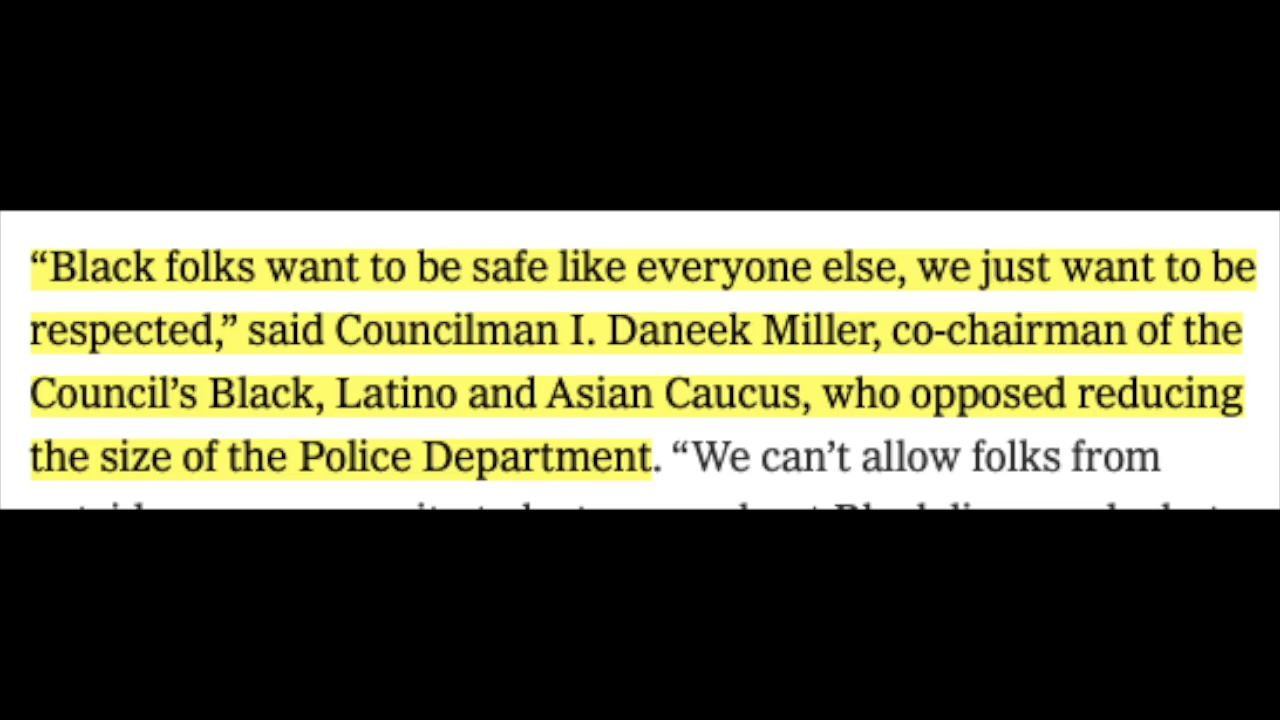 “Black folks want to be safe like everyone else, we just want to be
respected,” said Councilman I. Daneek Miller, co-chairman of the
Council’s Black, Latino and Asian Caucus, who opposed reducing
the size of the Police Department. “We can’t allow folks from